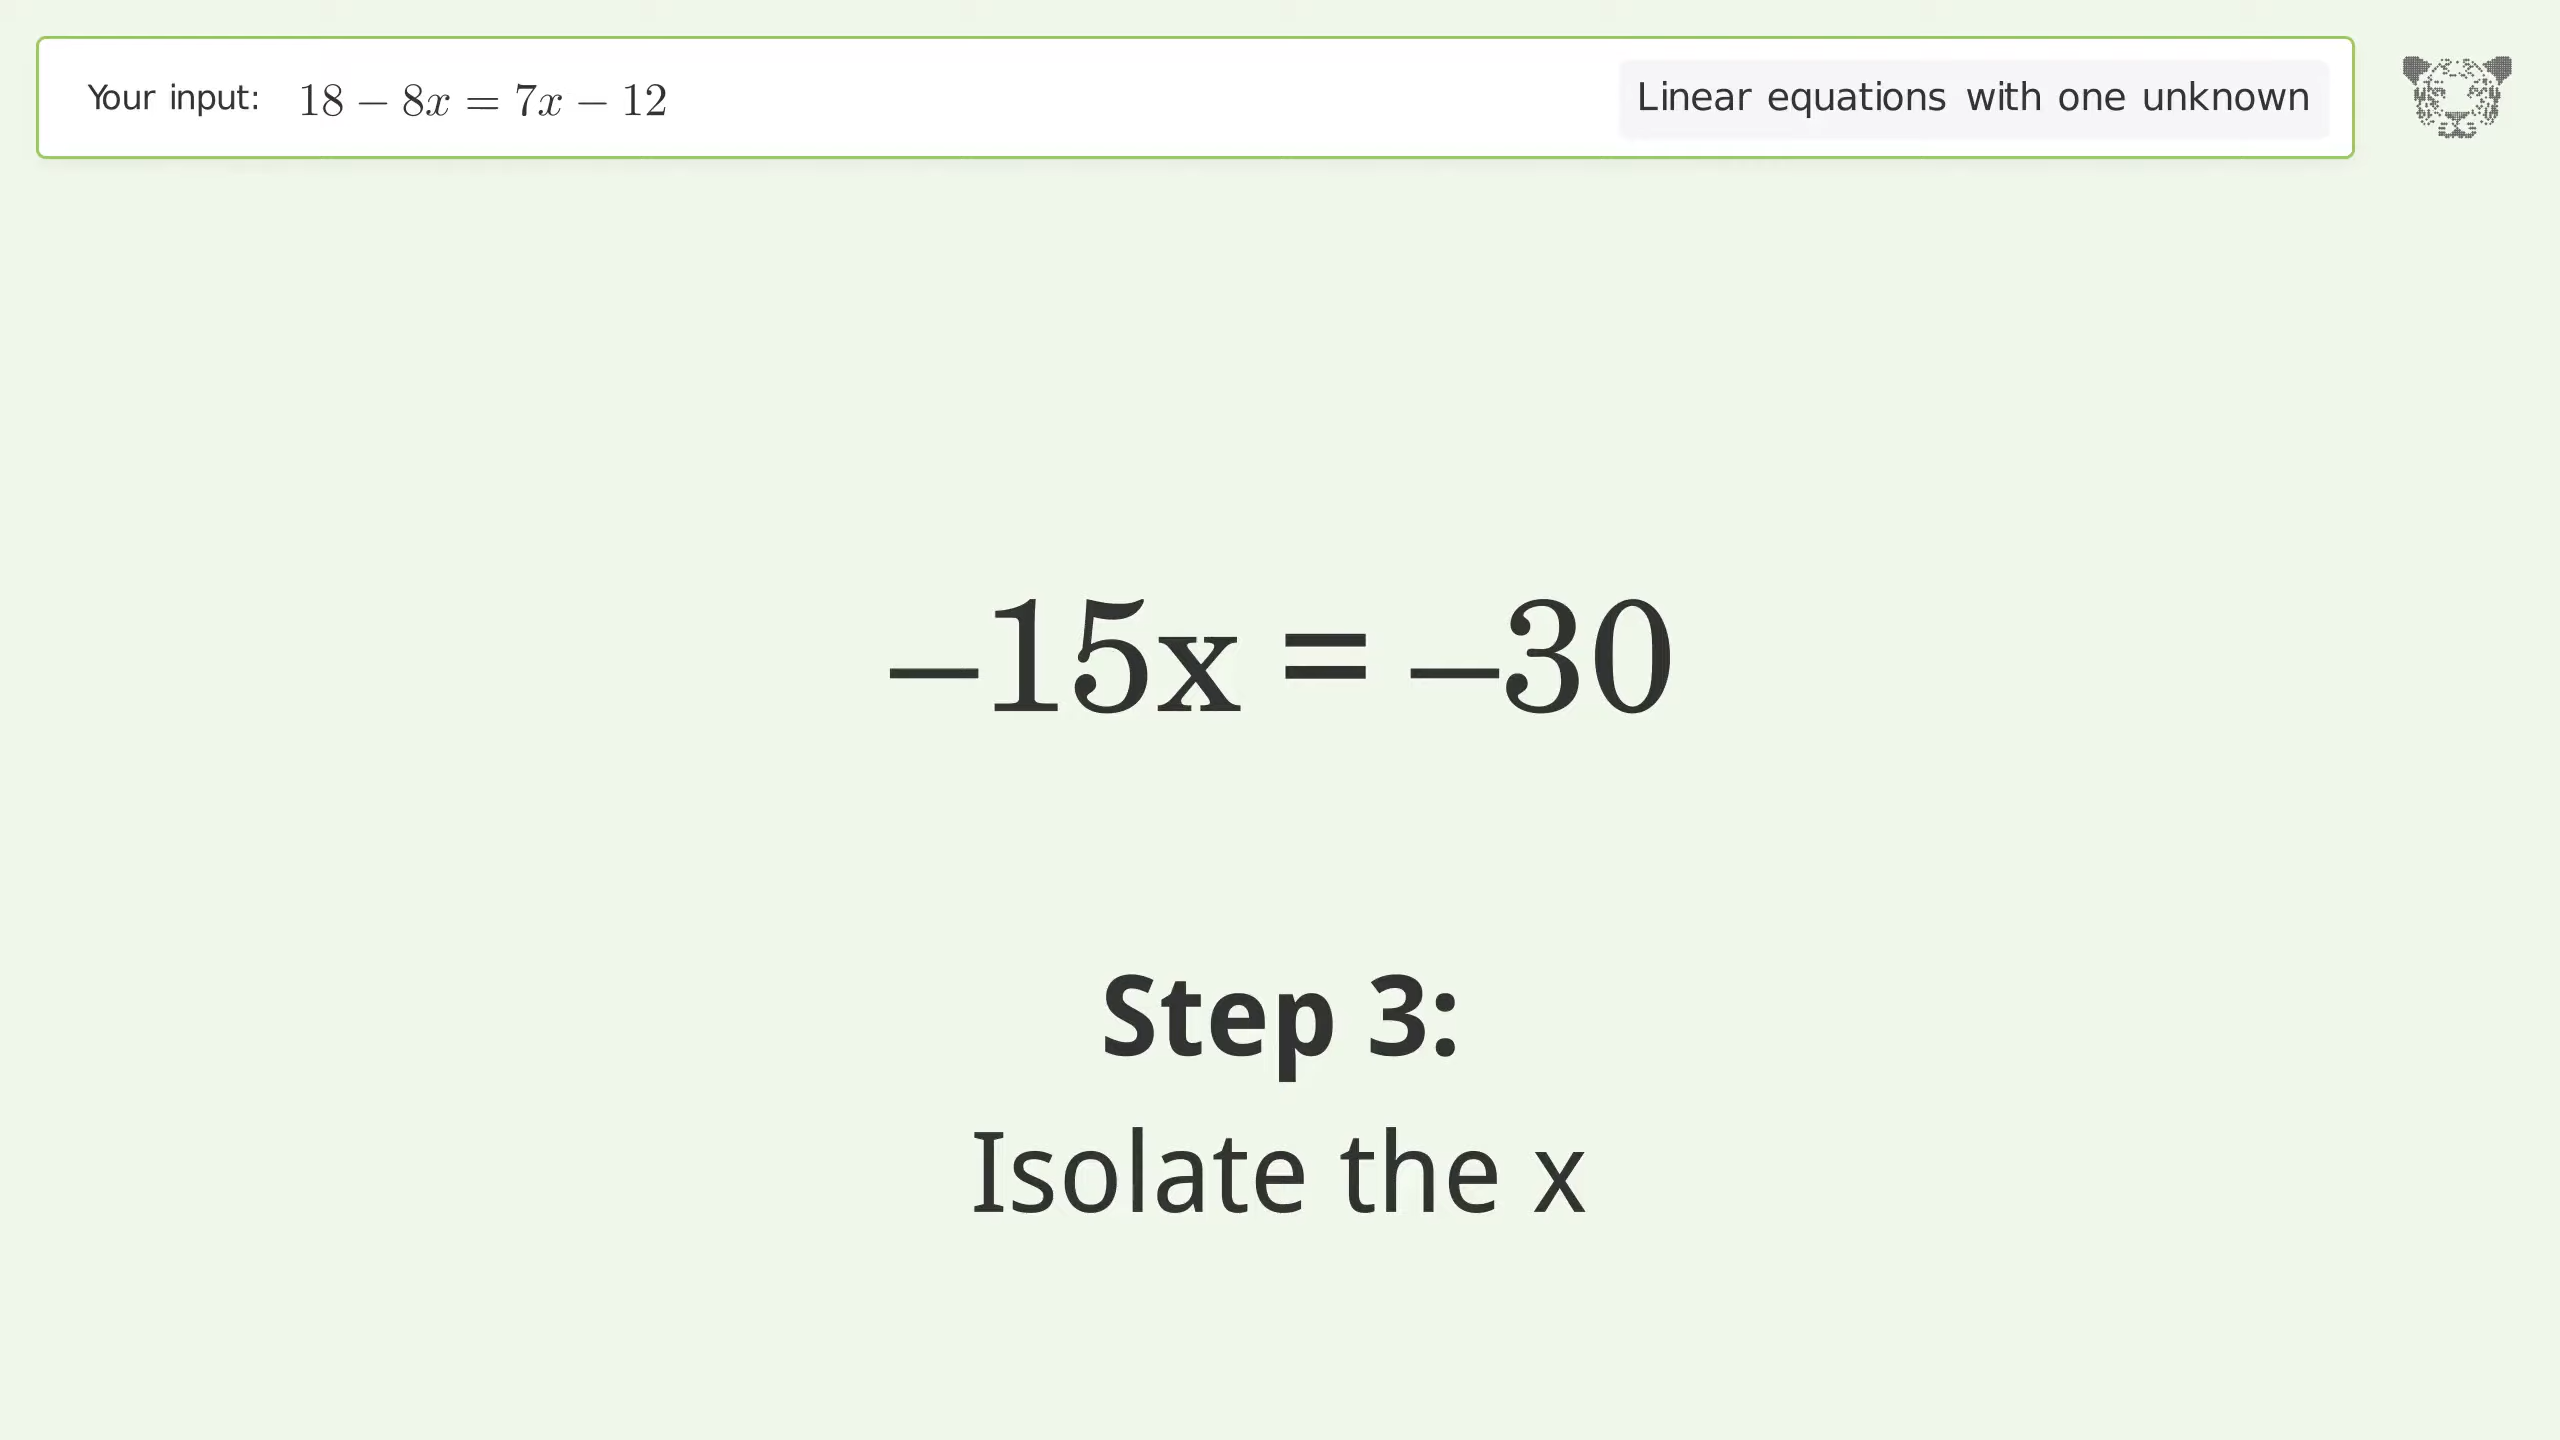 Your input: 18 − 8x = 7x − 12
Linear equations with one unknown
−15x = −30
Step 3:
Isolate the x